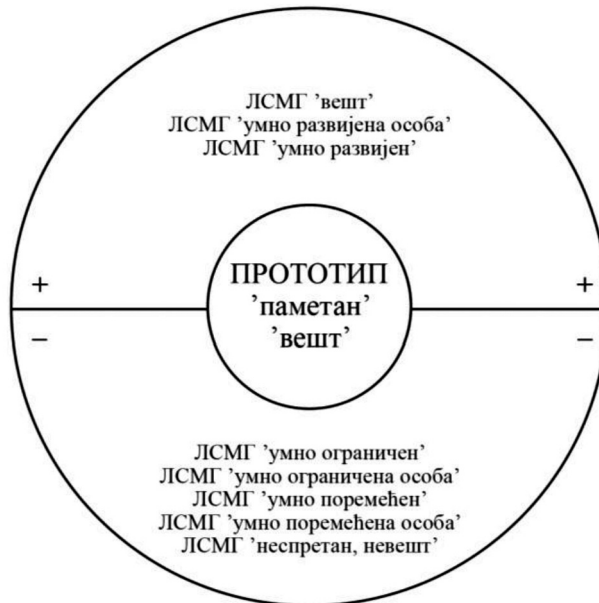 ЛСМГ ’вешт’
ЛСМГ ’умно развијена особа’
ЛСМГ ’умно развијен’
+ +
ПРОТОТИП
’паметан’
’вешт’
− −
ЛСМГ ’умно ограничен’
ЛСМГ ’умно ограничена особа’
ЛСМГ ’умно поремећен’
ЛСМГ ’умно поремећена особа’
ЛСМГ ’неспретан, невешт’